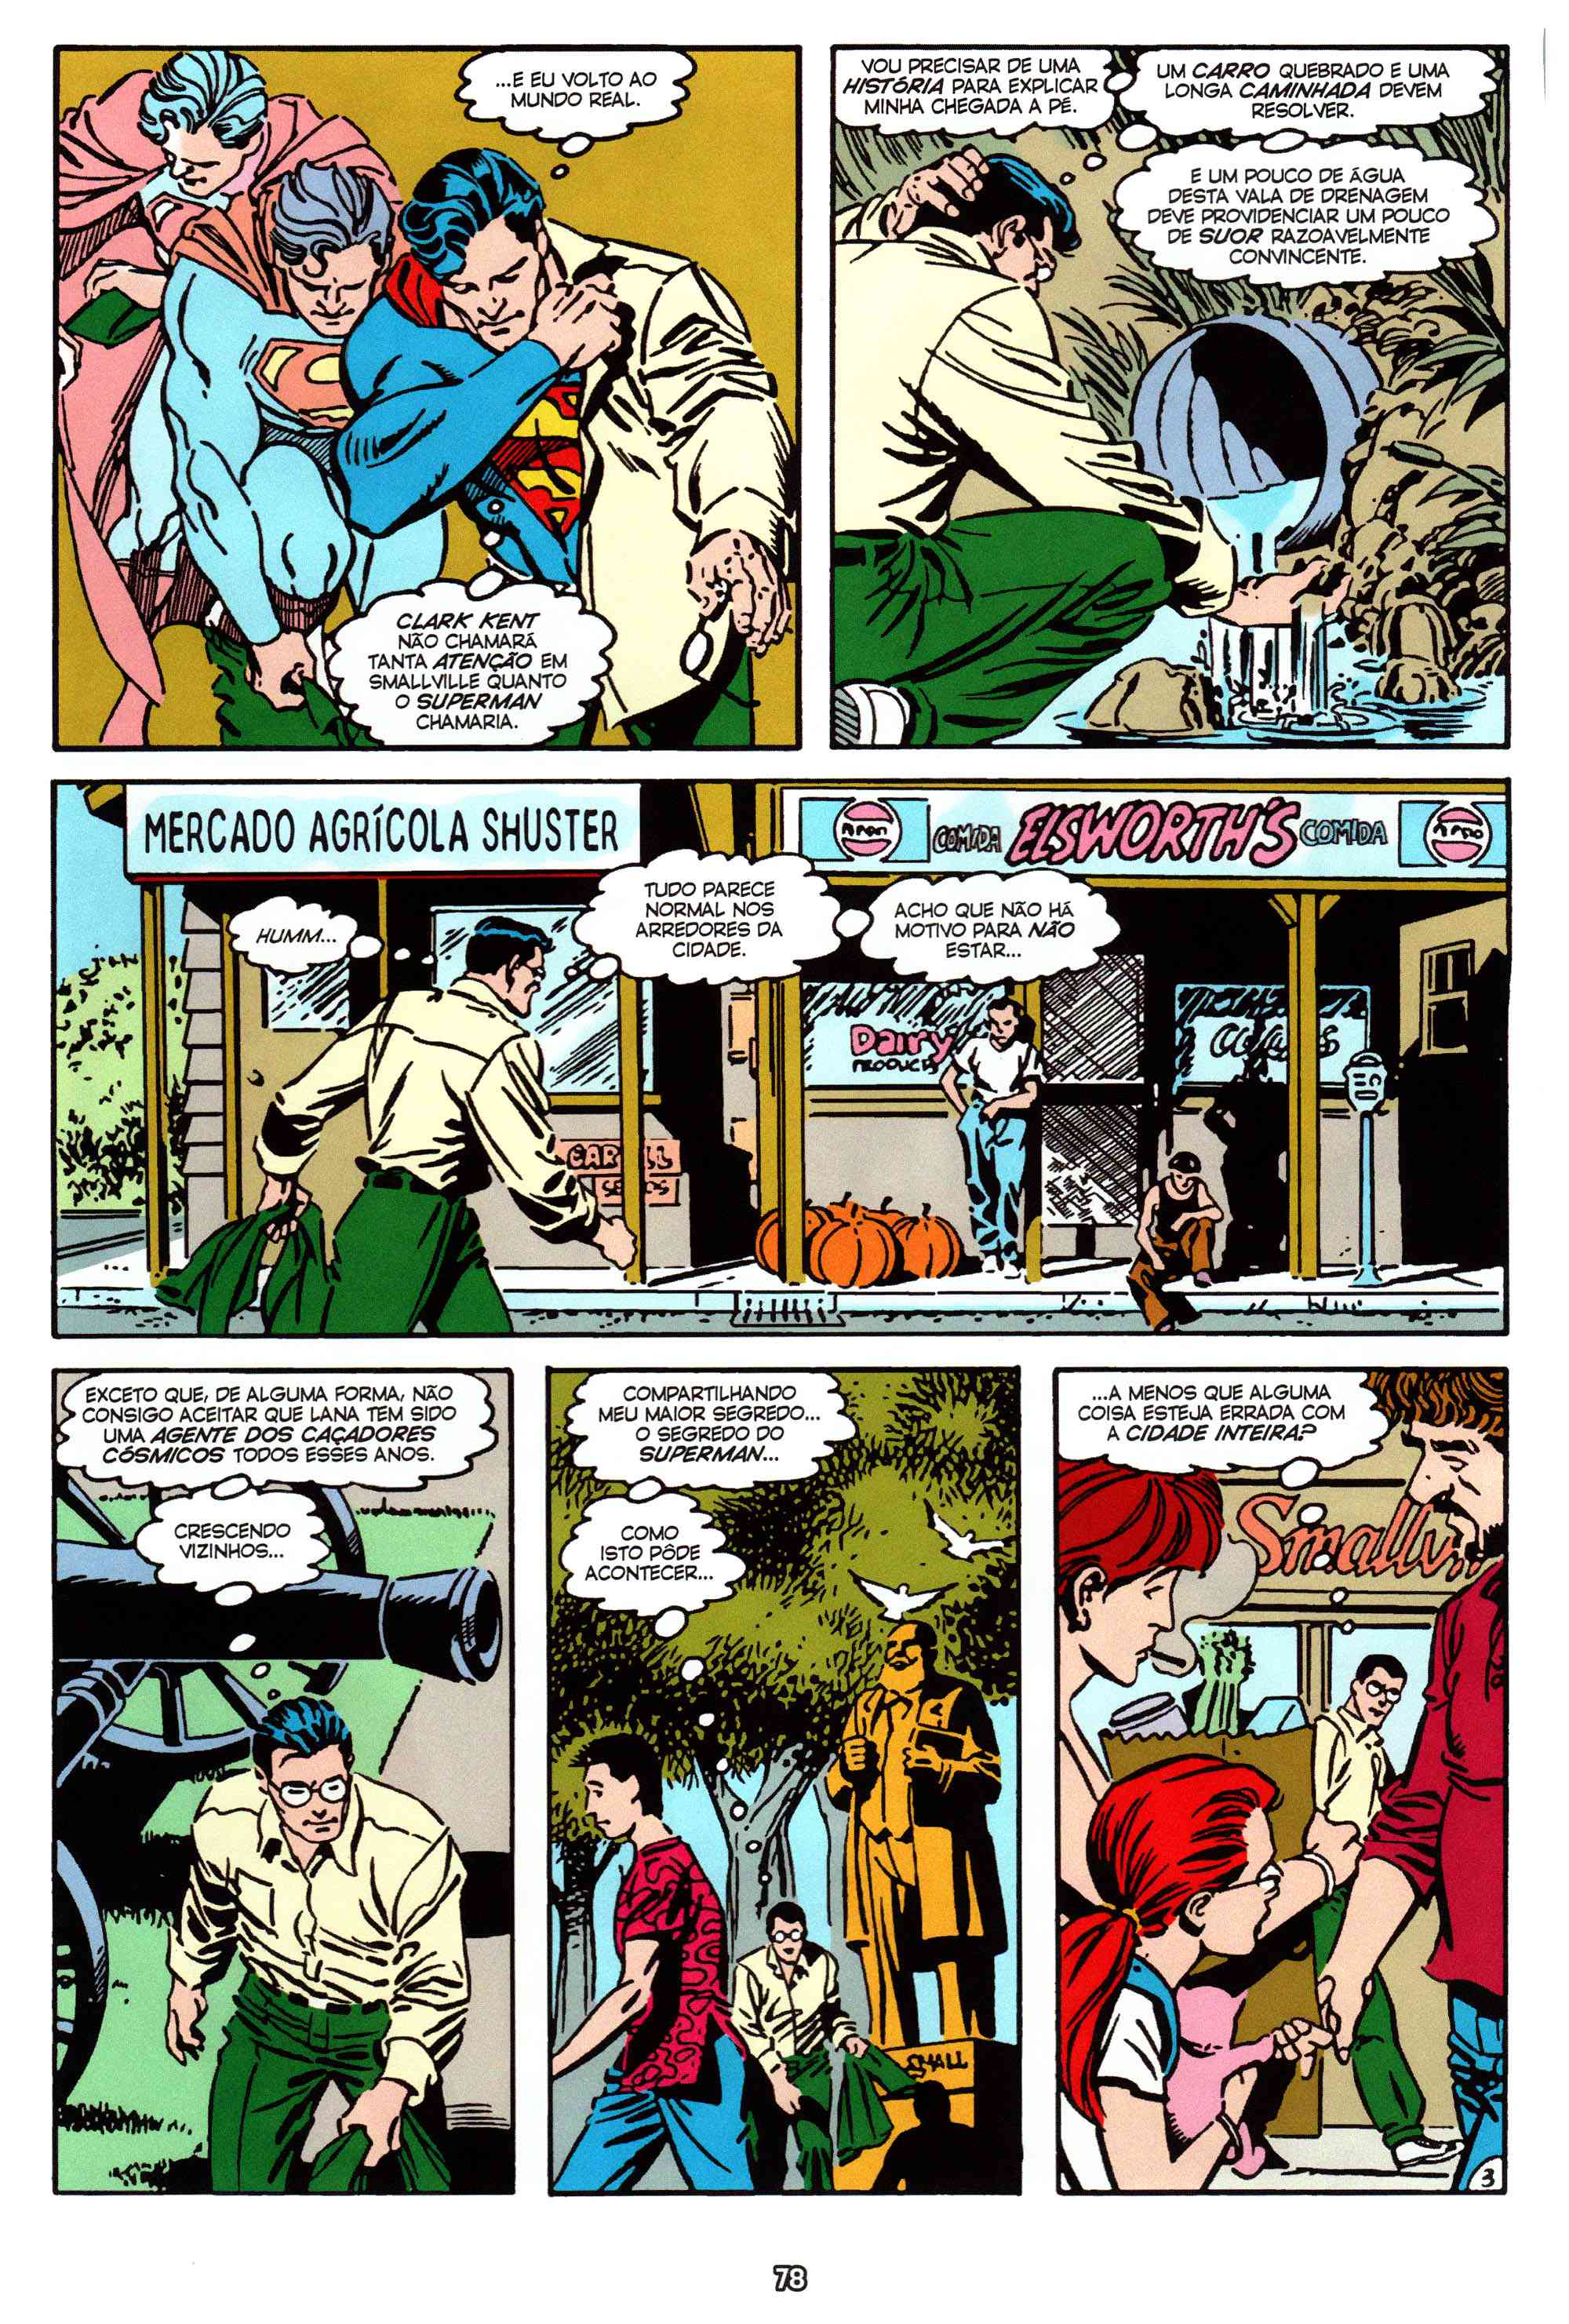 ...E EU VOLTO AO
MUNDO REAL.
CLARK KENT
NÃO CHAMARÁ
TANTA ATENÇÃO EM
SMALLVILLE QUANTO
O SUPERMAN
CHAMARIA.
VOU PRECISAR DE UMA
HISTÓRIA PARA EXPLICAR
MINHA CHEGADA A PÉ.
UM CARRO QUEBRADO E UMA
LONGA CAMINHADA DEVEM
RESOLVER.
E UM POUCO DE ÁGUA
DESTA VALA DE DRENAGEM
DEVE PROVIDENCIAR UM POUCO
DE SUOR RAZOAVELMENTE
CONVINCENTE.
MERCADO AGRÍCOLA SHUSTER
COMIDA ELSWORTH'S COMIDA
HUMM...
TUDO PARECE
NORMAL NOS
ARREDORES DA
CIDADE.
ACHO QUE NÃO HÁ
MOTIVO PARA NÃO
ESTAR...
Dairy
PRODUCTS
EXCETO QUE, DE ALGUMA FORMA, NÃO
CONSIGO ACEITAR QUE LANA TEM SIDO
UMA AGENTE DOS CAÇADORES
CÓSMICOS TODOS ESSES ANOS.
CRESCENDO
VIZINHOS...
COMPARTILHANDO
MEU MAIOR SEGREDO...
O SEGREDO DO
SUPERMAN...
COMO
ISTO PÔDE
ACONTECER...
SMALL
...A MENOS QUE ALGUMA
COISA ESTEJA ERRADA COM
A CIDADE INTEIRA?
Smallv...
3
78